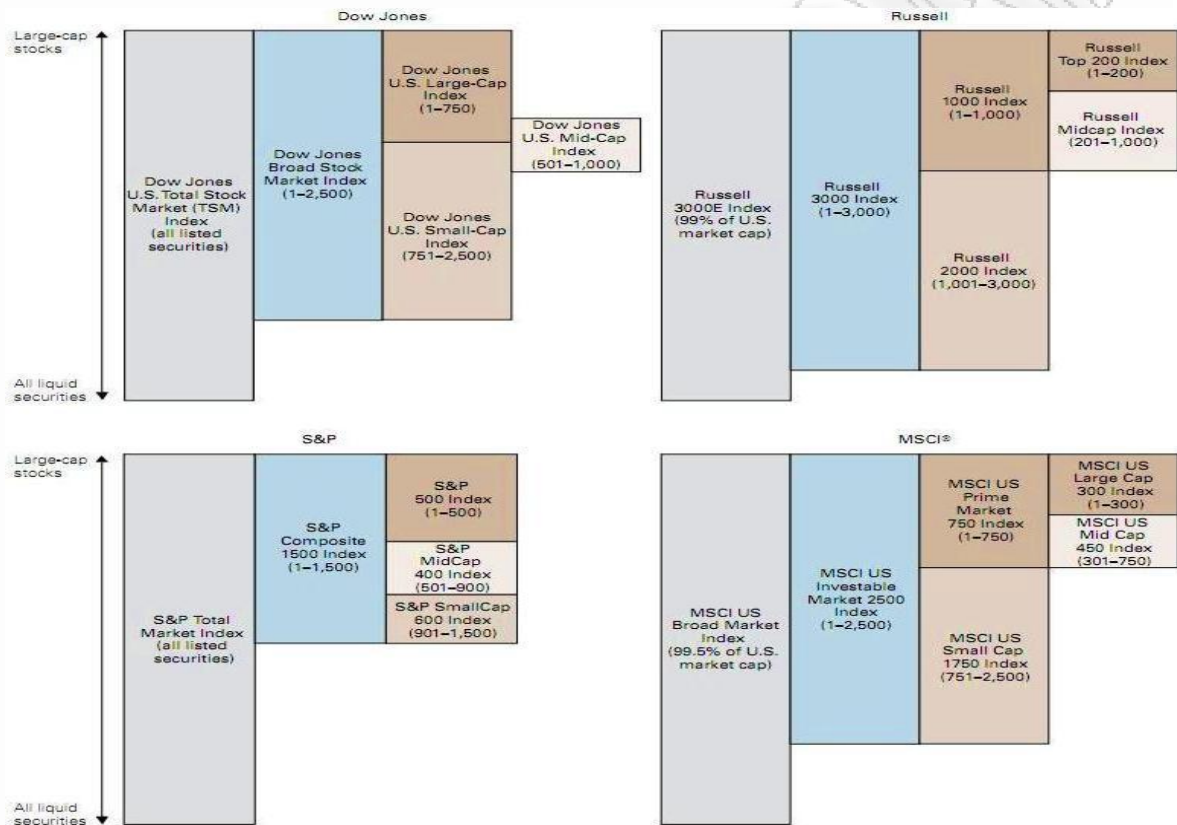 Dow Jones
Large-cap
stocks
Dow Jones
U.S. Total Stock
Market (TSM)
Index
(all listed
securities)
Dow Jones
Broad Stock
Market Index
(1–2,500)
Dow Jones
U.S. Large-Cap
Index
(1–750)
Dow Jones
U.S. Small-Cap
Index
(751–2,500)
Dow Jones
U.S. Mid-Cap
Index
(501–1,000)
All liquid
securities
Russell
Russell
3000E Index
(99% of U.S.
market cap)
Russell
3000 Index
(1–3,000)
Russell
1000 Index
(1–1,000)
Russell
2000 Index
(1,001–3,000)
Russell
Top 200 Index
(1–200)
Russell
Midcap Index
(201–1,000)
S&P
Large-cap
stocks
S&P Total
Market Index
(all listed
securities)
S&P
Composite
1500 Index
(1–1,500)
S&P
500 Index
(1–500)
S&P
MidCap
400 Index
(501–900)
S&P SmallCap
600 Index
(901–1,500)
All liquid
securities
MSCI®
MSCI US
Broad Market
Index
(99.5% of U.S.
market cap)
MSCI US
Investable
Market 2500
Index
(1–2,500)
MSCI US
Prime
Market
750 Index
(1–750)
MSCI US
Small Cap
1750 Index
(751–2,500)
MSCI US
Large Cap
300 Index
(1–300)
MSCI US
Mid Cap
450 Index
(301–750)